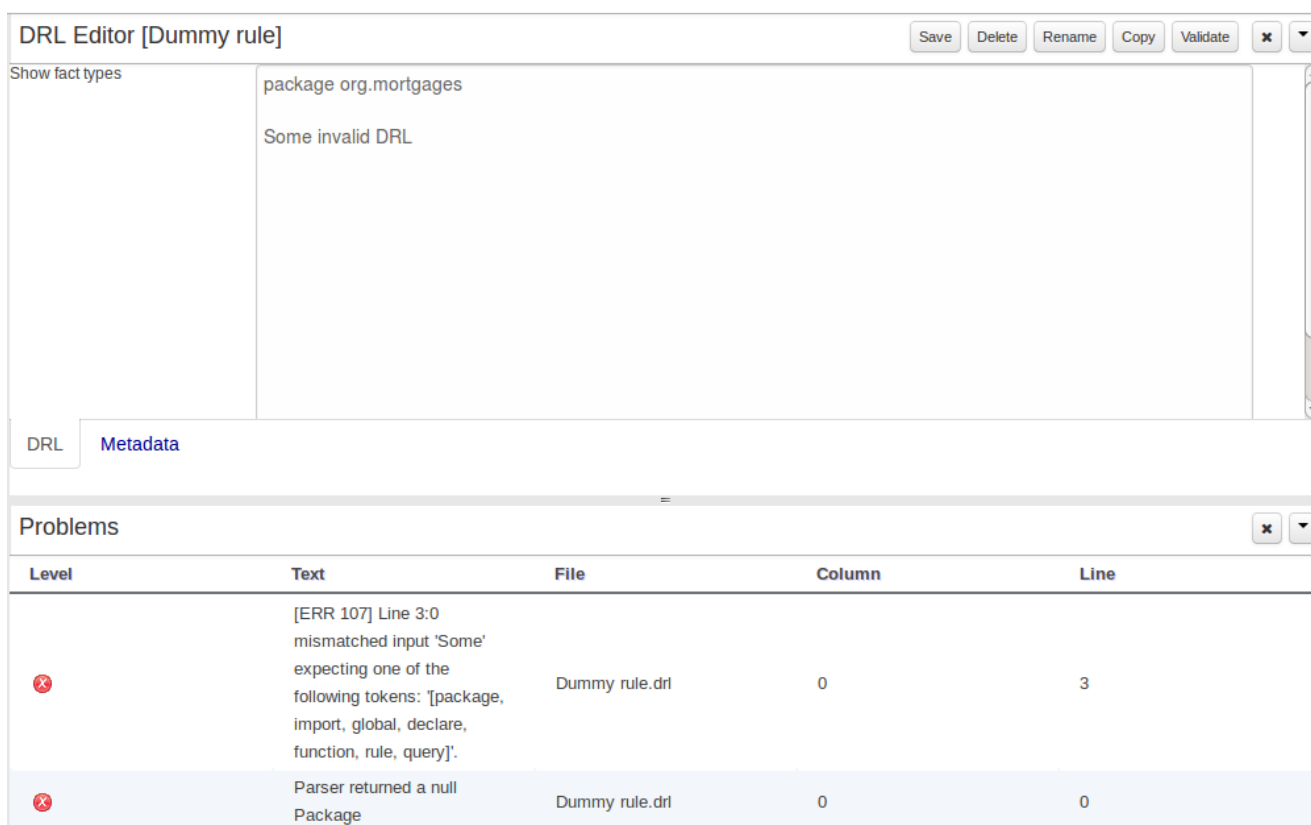 DRL Editor [Dummy rule]
Save Delete Rename Copy Validate
Show fact types
package org.mortgages
Some invalid DRL
DRL Metadata
Problems
Level Text File Column Line
[ERR 107] Line 3:0
mismatched input 'Some'
expecting one of the
following tokens: '[package,
import, global, declare,
function, rule, query]'.
Dummy rule.drl 0 3
Parser returned a null
Package
Dummy rule.drl 0 0